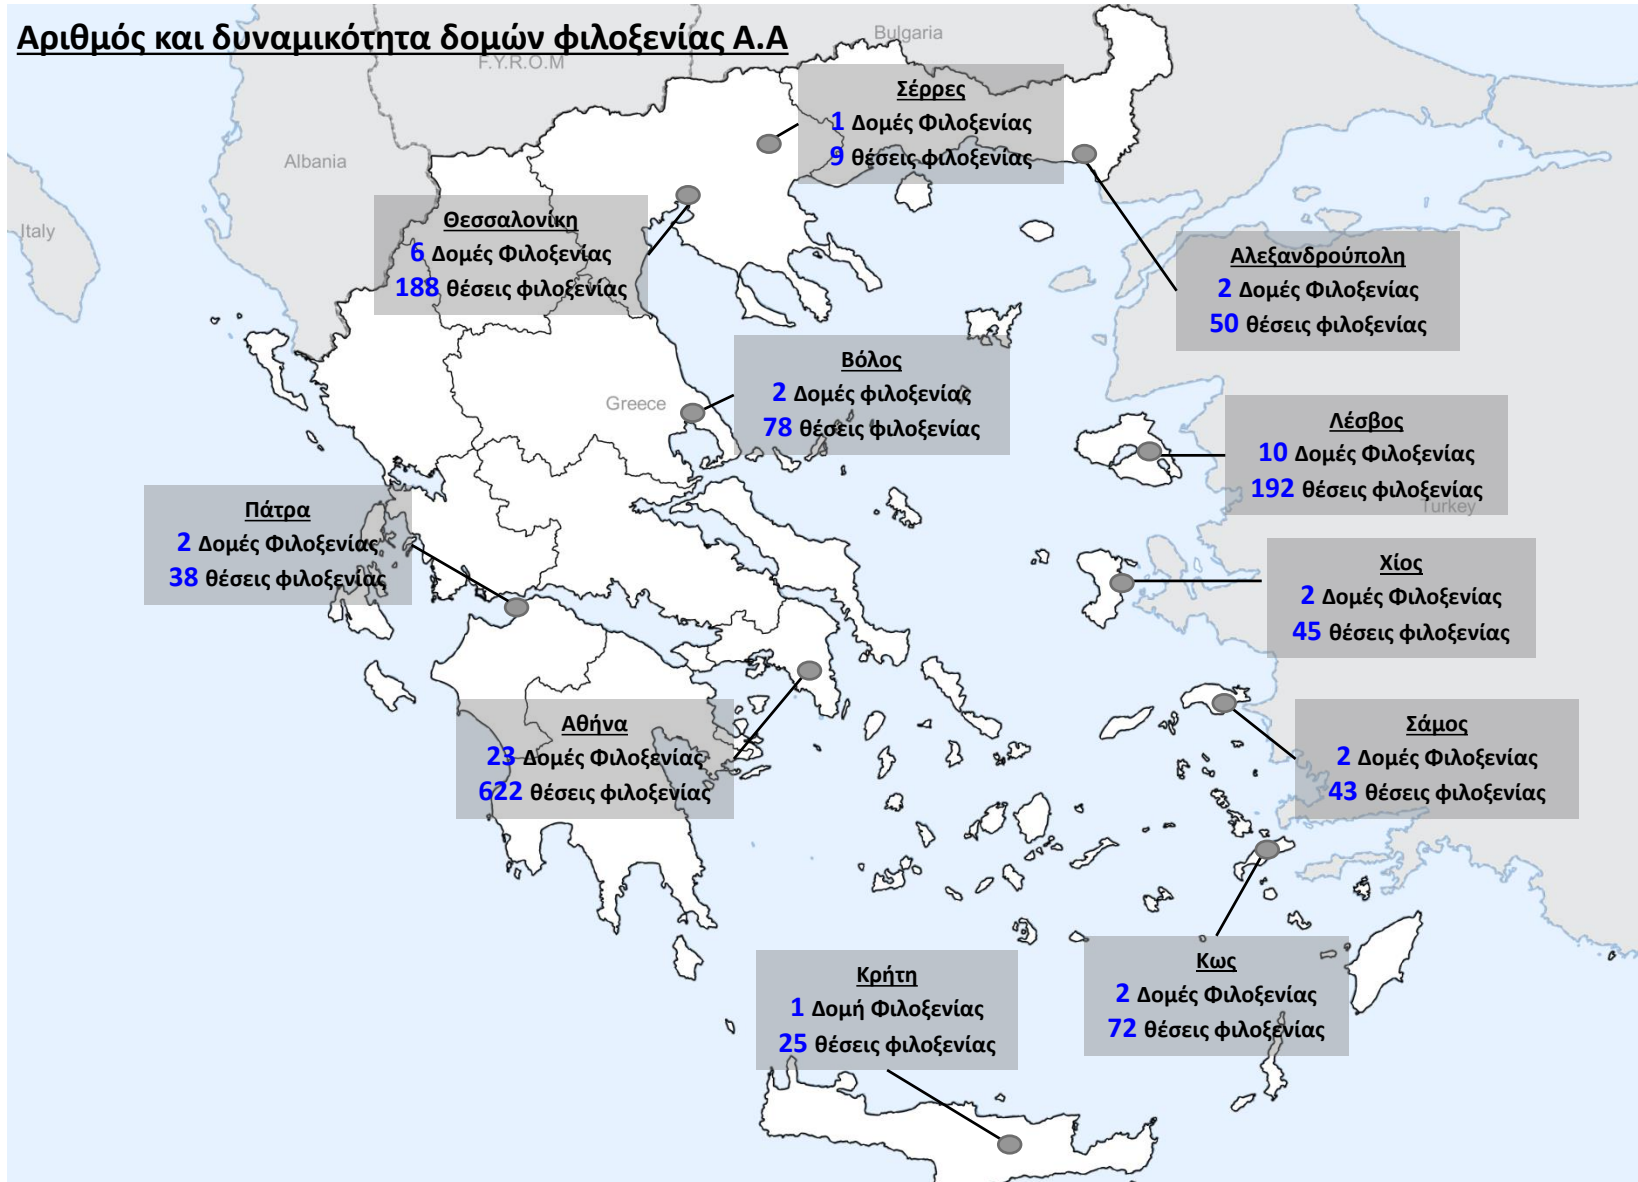 Αριθμός και δυναμικότητα δομών φιλοξενίας Α.Α
Bulgaria
F.Y.R.O.M
Albania
Italy
Greece
Turkey
Σέρρες
1 Δομές Φιλοξενίας
9 θέσεις φιλοξενίας
Θεσσαλονίκη
6 Δομές Φιλοξενίας
188 θέσεις φιλοξενίας
Αλεξανδρούπολη
2 Δομές Φιλοξενίας
50 θέσεις φιλοξενίας
Βόλος
2 Δομές φιλοξενίας
78 θέσεις φιλοξενίας
Λέσβος
10 Δομές Φιλοξενίας
192 θέσεις φιλοξενίας
Πάτρα
2 Δομές Φιλοξενίας
38 θέσεις φιλοξενίας
Χίος
2 Δομές Φιλοξενίας
45 θέσεις φιλοξενίας
Αθήνα
23 Δομές Φιλοξενίας
622 θέσεις φιλοξενίας
Σάμος
2 Δομές Φιλοξενίας
43 θέσεις φιλοξενίας
Κρήτη
1 Δομή Φιλοξενίας
25 θέσεις φιλοξενίας
Κως
2 Δομές Φιλοξενίας
72 θέσεις φιλοξενίας